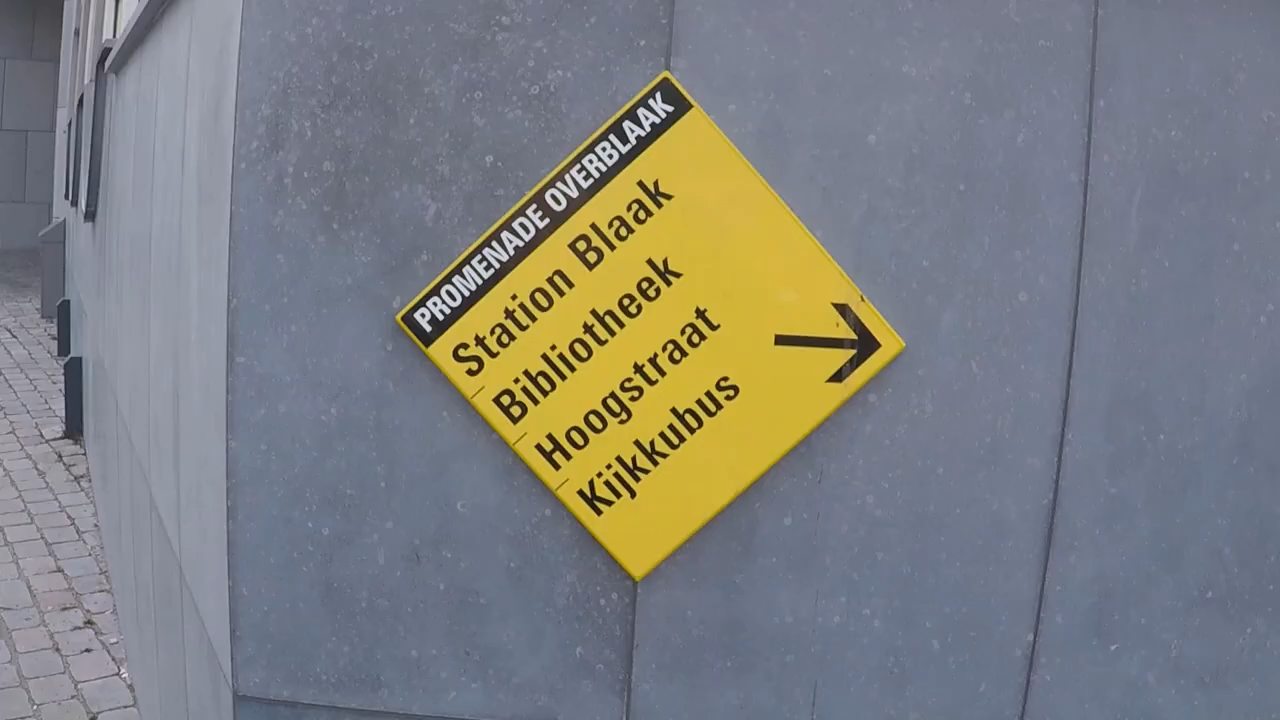 PROMENADE OVERBLAAK
Station Blaak
Bibliotheek
Hoogstraat
Kijkkubus